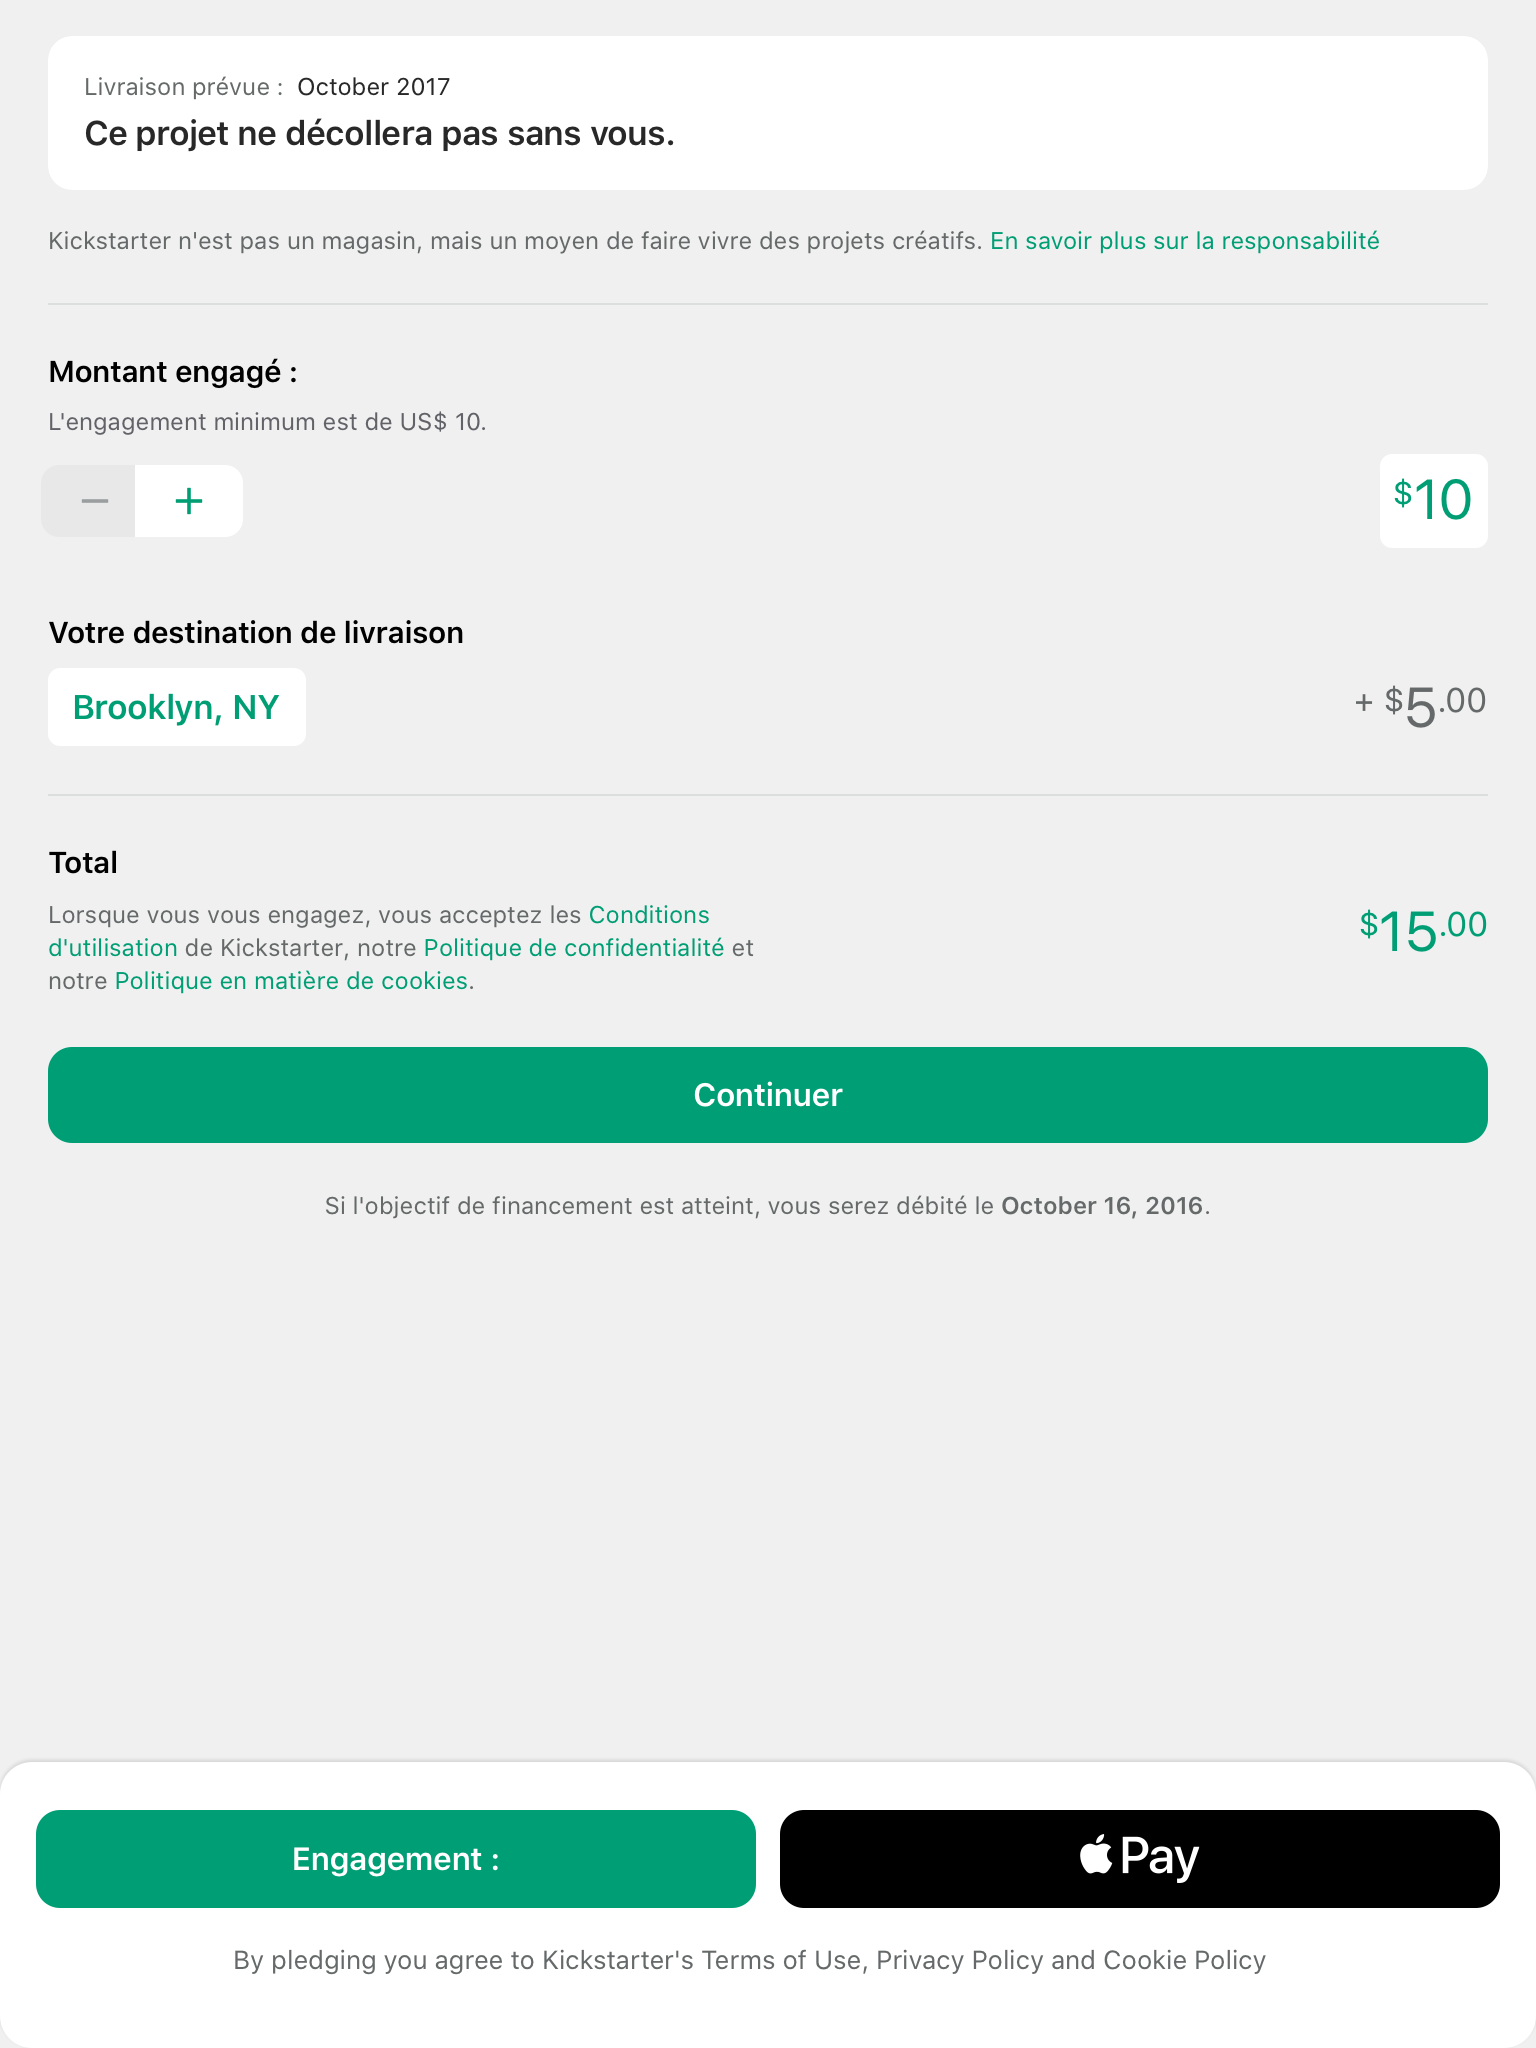 Livraison prévue : October 2017
Ce projet ne décollera pas sans vous.
Kickstarter n'est pas un magasin, mais un moyen de faire vivre des projets créatifs. En savoir plus sur la responsabilité
Montant engagé :
L'engagement minimum est de US$ 10.
− +
$10
Votre destination de livraison
Brooklyn, NY
+ $5.00
Total
Lorsque vous vous engagez, vous acceptez les Conditions
d'utilisation de Kickstarter, notre Politique de confidentialité et
notre Politique en matière de cookies.
$15.00
Continuer
Si l'objectif de financement est atteint, vous serez débité le October 16, 2016.
Engagement :
Pay
By pledging you agree to Kickstarter's Terms of Use, Privacy Policy and Cookie Policy